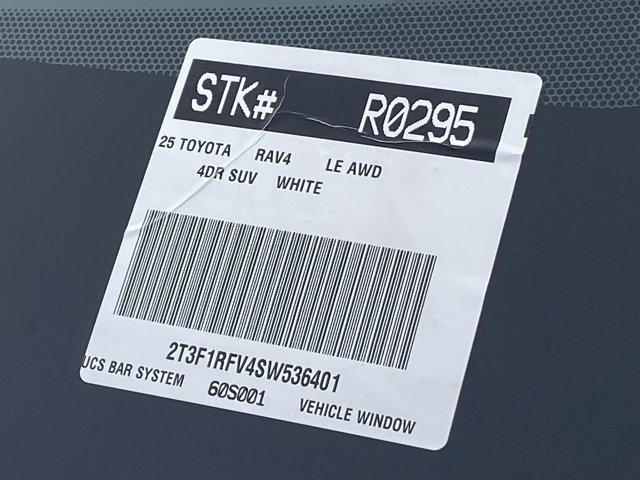 STK# R0295
25 TOYOTA RAV4 LE AWD
4DR SUV WHITE
2T3F1RFV4SW536401
UCS BAR SYSTEM 60S001 VEHICLE WINDOW